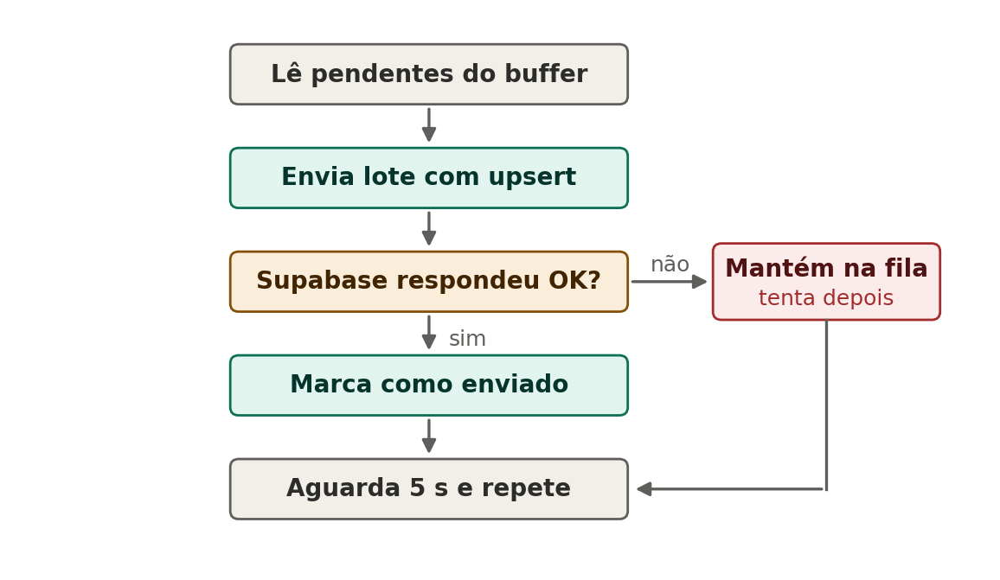 Lê pendentes do buffer
Envia lote com upsert
Supabase respondeu OK?
não
Mantém na fila
tenta depois
sim
Marca como enviado
Aguarda 5 s e repete